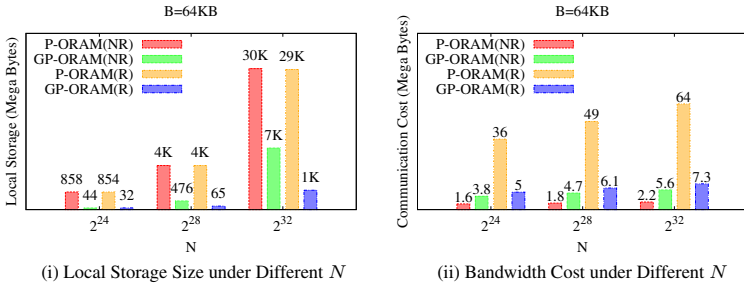 B=64KB
Local Storage (Mega Bytes)
P-ORAM(NR)
GP-ORAM(NR)
P-ORAM(R)
GP-ORAM(R)
858
44
854
32
4K
476
4K
65
30K
7K
29K
1K
2^24
2^28
2^32
N
(i) Local Storage Size under Different N
B=64KB
Communication Cost (Mega Bytes)
P-ORAM(NR)
GP-ORAM(NR)
P-ORAM(R)
GP-ORAM(R)
1.6
3.8
36
5
1.8
4.7
49
6.1
2.2
5.6
64
7.3
2^24
2^28
2^32
N
(ii) Bandwidth Cost under Different N